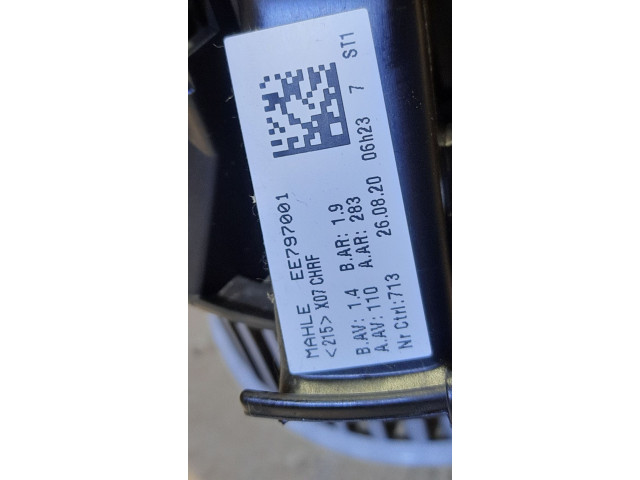 MAHLE EE797001
<215> X07 CHRF
B.AV: 1.4 B.AR: 1.9
A.AV: 110 A.AR: 283
Nr Ctrl:713 26.08.20 06h23 7 ST1